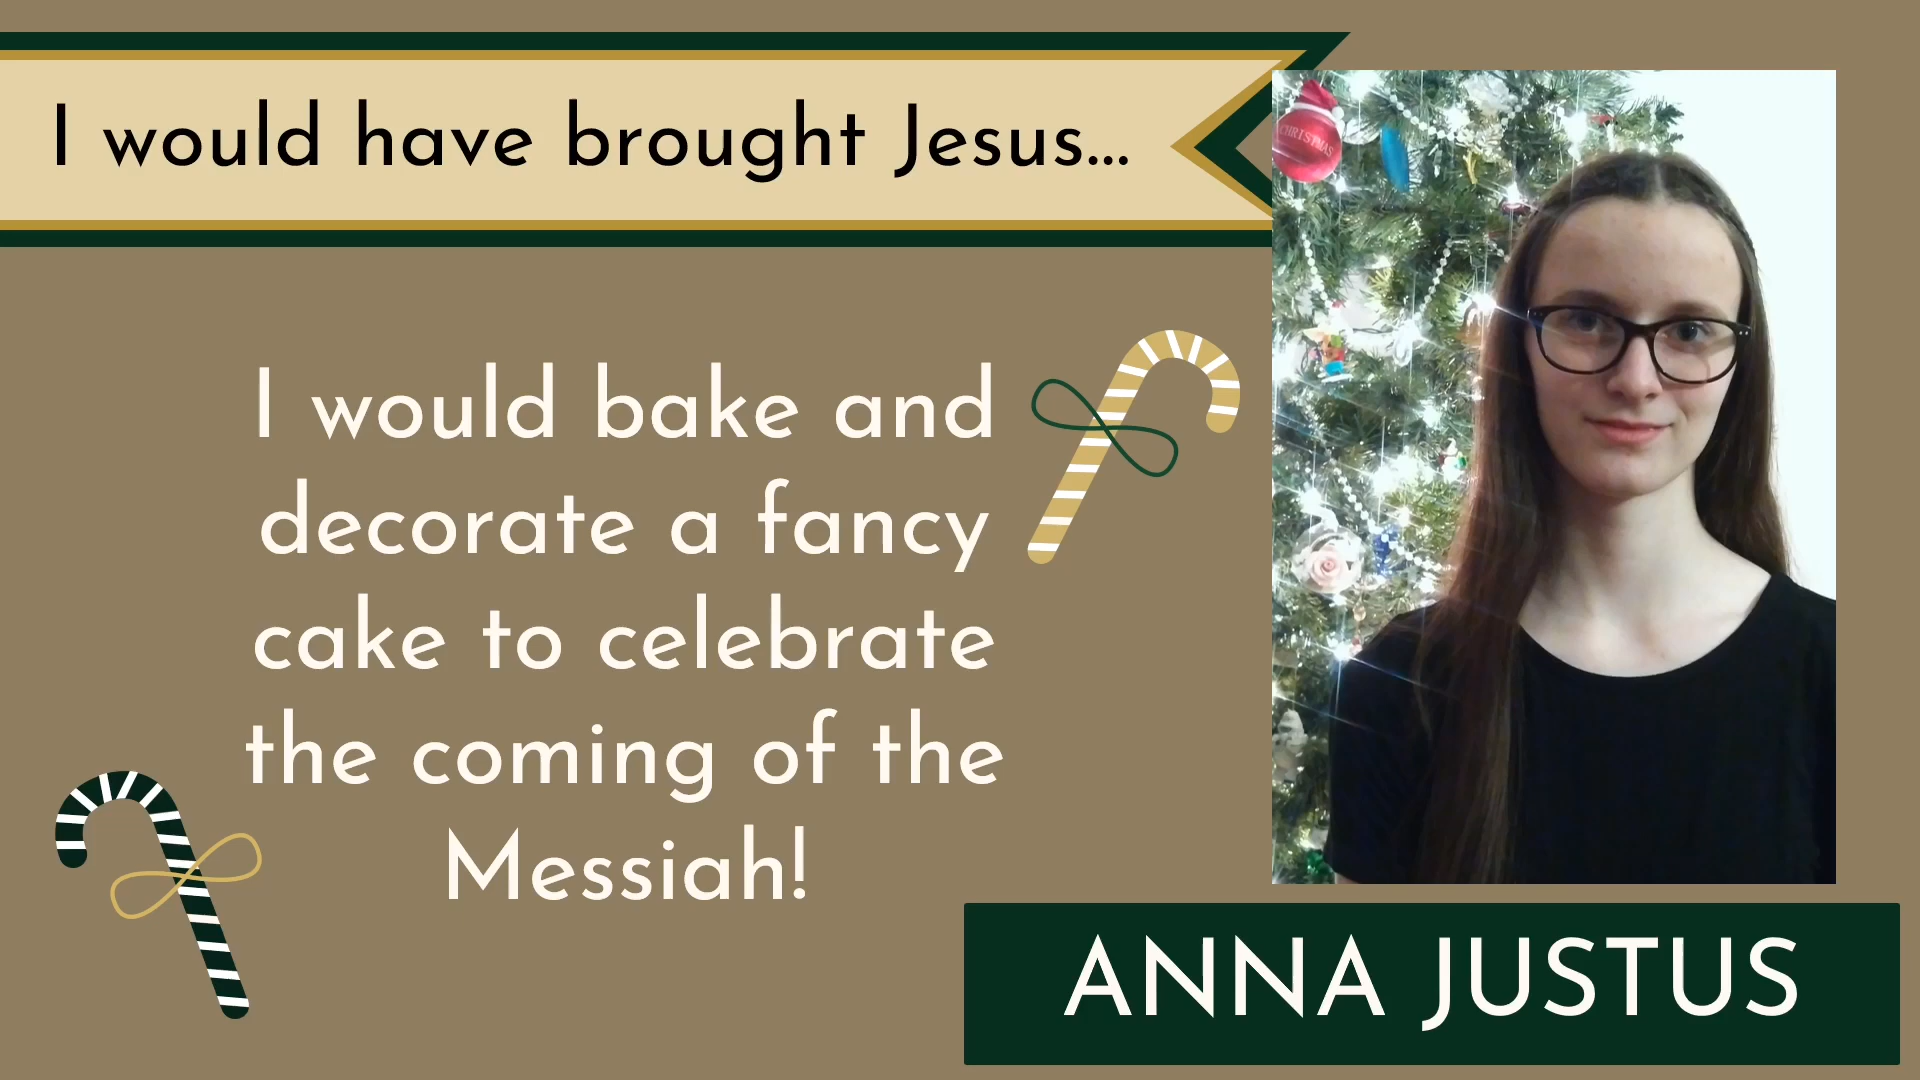 I would have brought Jesus...
CHRISTMAS
I would bake and
decorate a fancy
cake to celebrate
the coming of the
Messiah!
ANNA JUSTUS